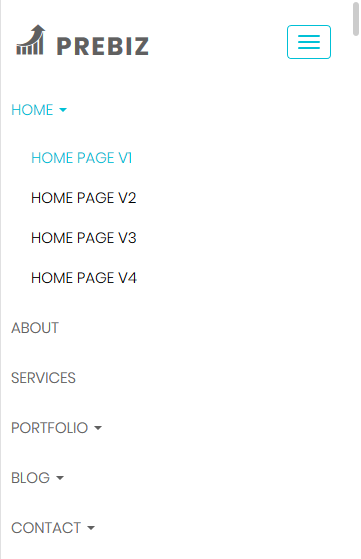 PREBIZ
HOME
HOME PAGE V1
HOME PAGE V2
HOME PAGE V3
HOME PAGE V4
ABOUT
SERVICES
PORTFOLIO
BLOG
CONTACT